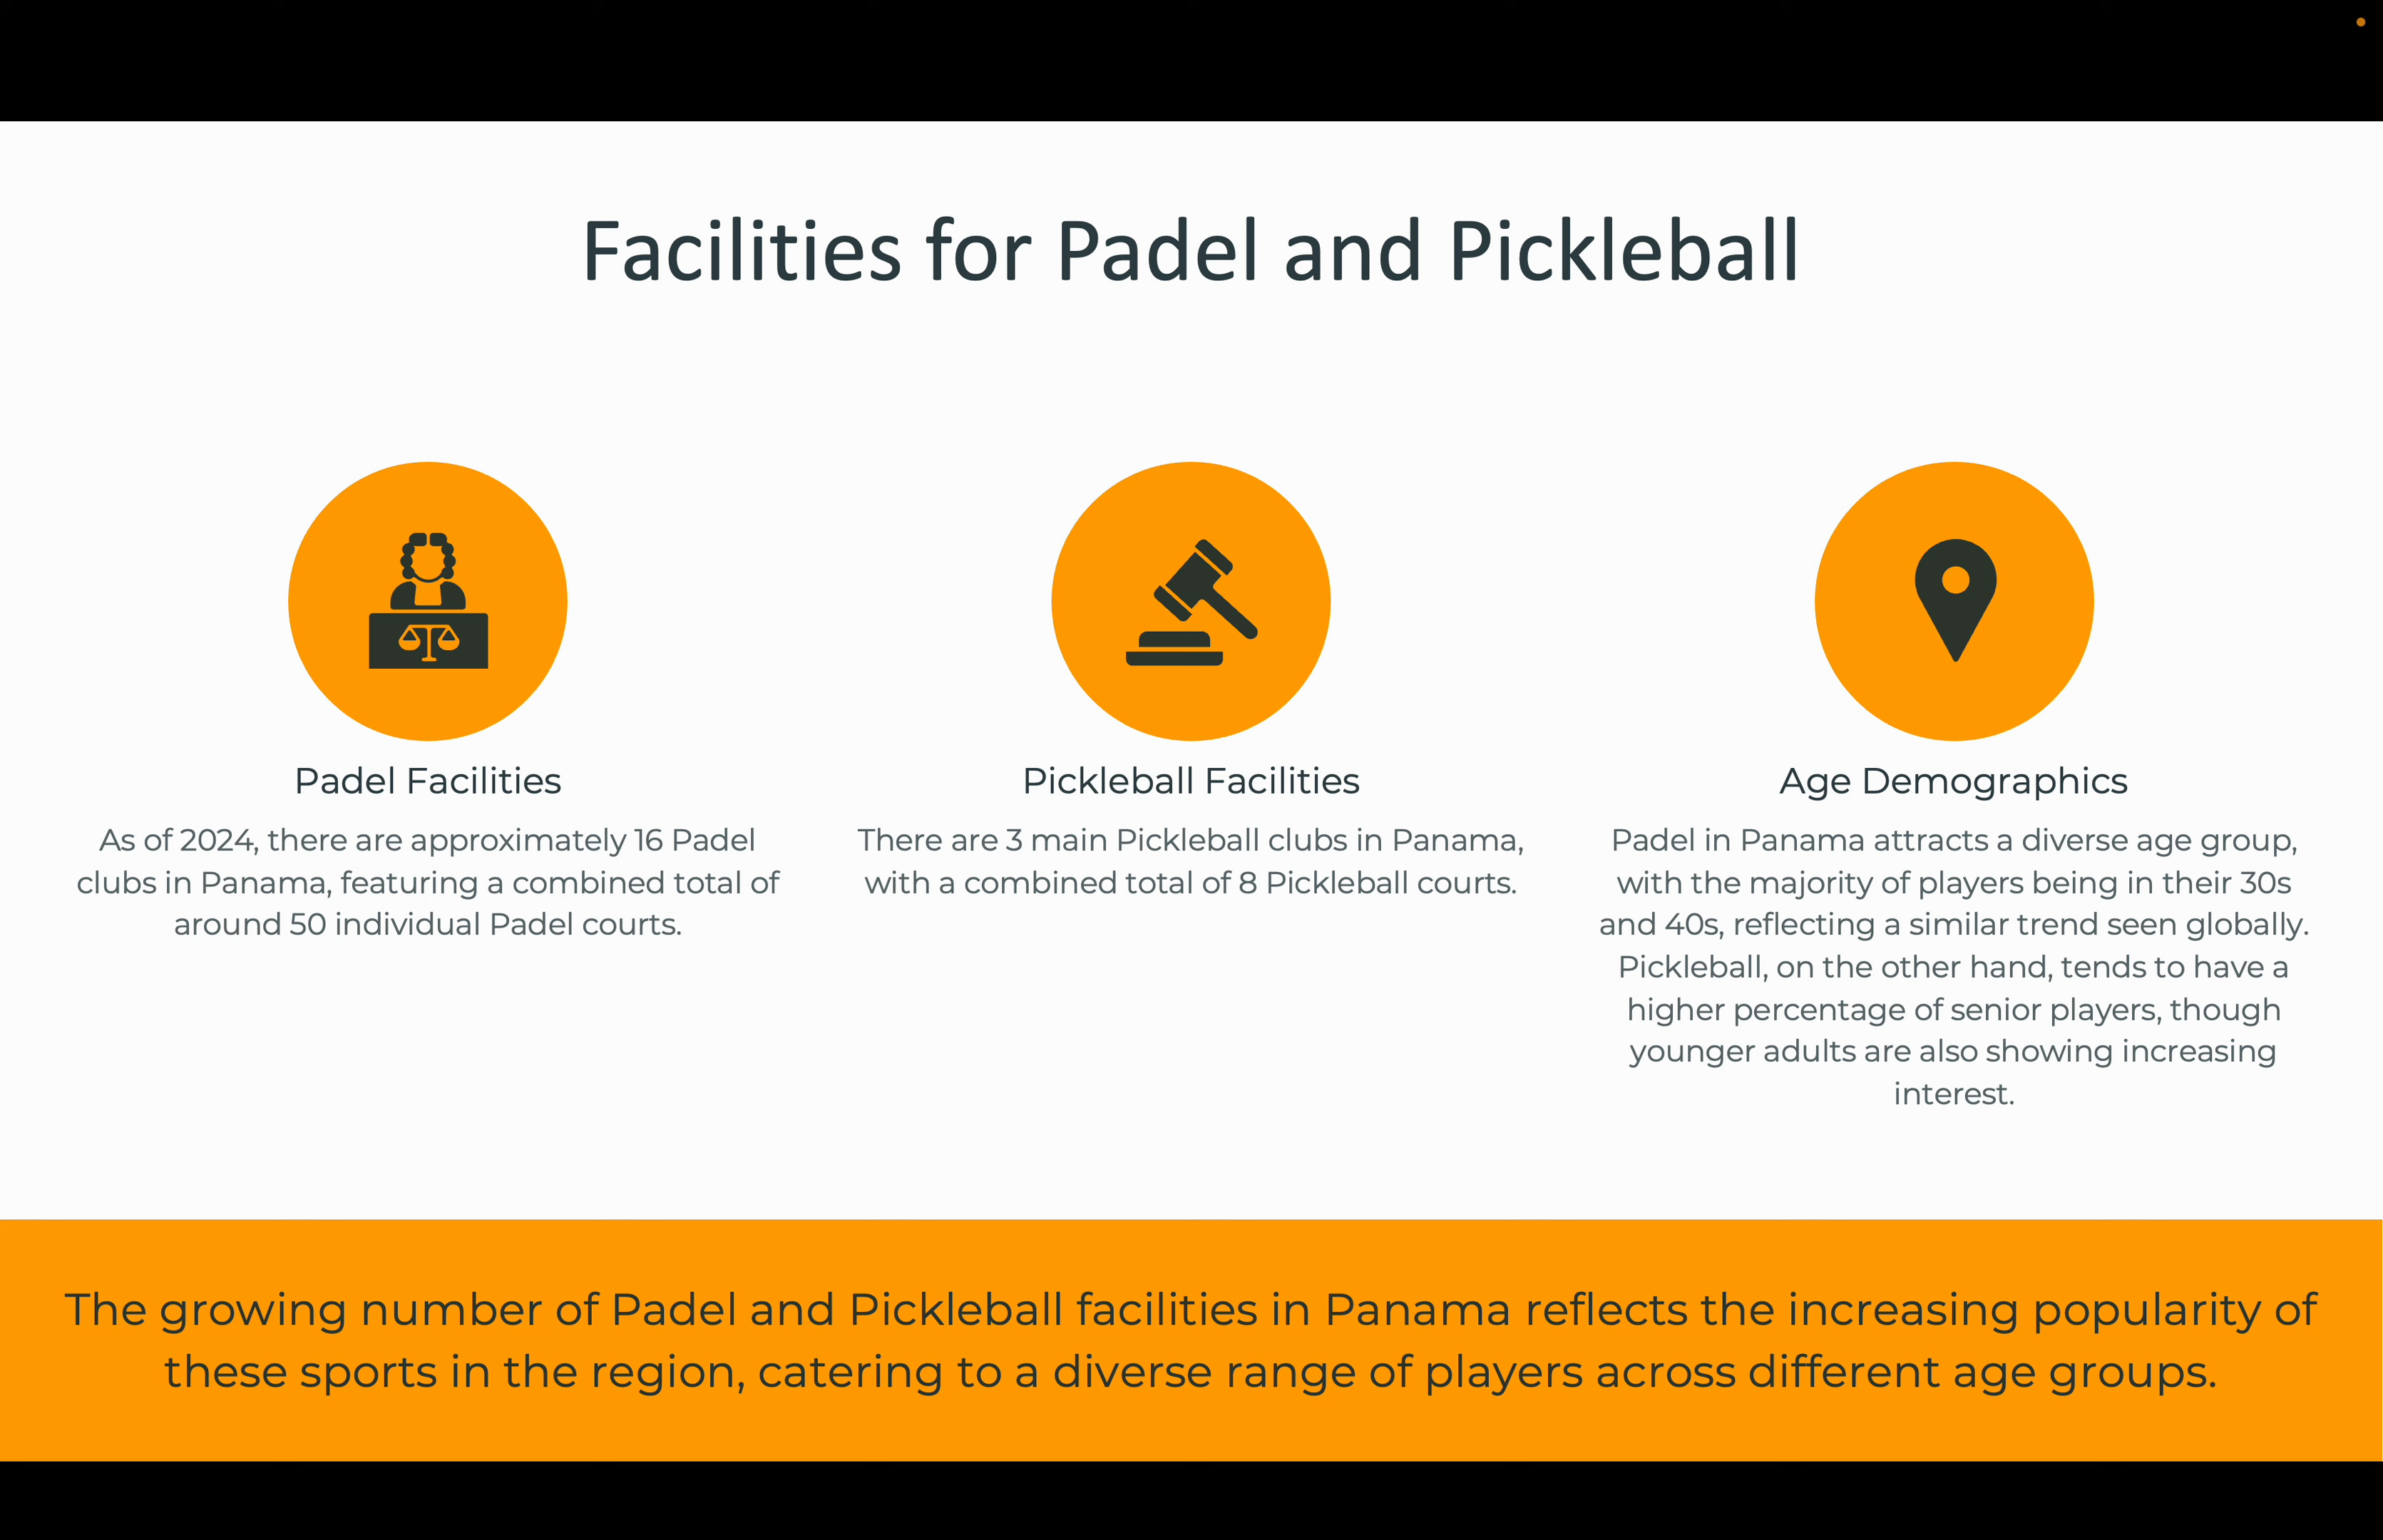 Facilities for Padel and Pickleball
Padel Facilities
As of 2024, there are approximately 16 Padel
clubs in Panama, featuring a combined total of
around 50 individual Padel courts.
Pickleball Facilities
There are 3 main Pickleball clubs in Panama,
with a combined total of 8 Pickleball courts.
Age Demographics
Padel in Panama attracts a diverse age group,
with the majority of players being in their 30s
and 40s, reflecting a similar trend seen globally.
Pickleball, on the other hand, tends to have a
higher percentage of senior players, though
younger adults are also showing increasing
interest.
The growing number of Padel and Pickleball facilities in Panama reflects the increasing popularity of
these sports in the region, catering to a diverse range of players across different age groups.